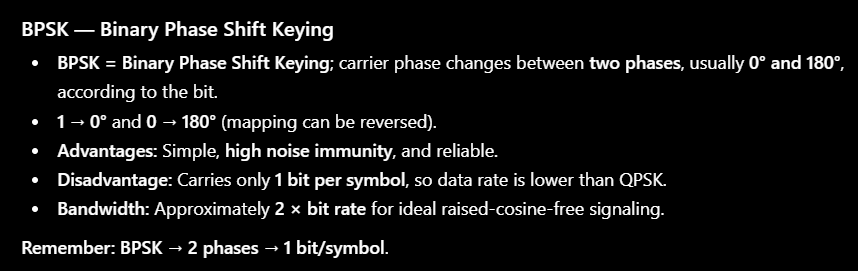 BPSK — Binary Phase Shift Keying
• BPSK = Binary Phase Shift Keying; carrier phase changes between two phases, usually 0° and 180°,
according to the bit.
• 1 → 0° and 0 → 180° (mapping can be reversed).
• Advantages: Simple, high noise immunity, and reliable.
• Disadvantage: Carries only 1 bit per symbol, so data rate is lower than QPSK.
• Bandwidth: Approximately 2 × bit rate for ideal raised-cosine-free signaling.
Remember: BPSK → 2 phases → 1 bit/symbol.